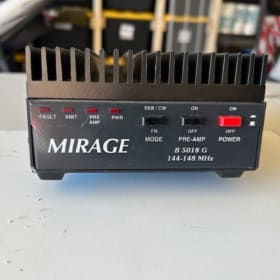 SSB / CW ON ON
FAULT XMT PRE AMP PWR
FM OFF OFF
MODE PRE-AMP POWER
MIRAGE
B 5018 G
144-148 MHz